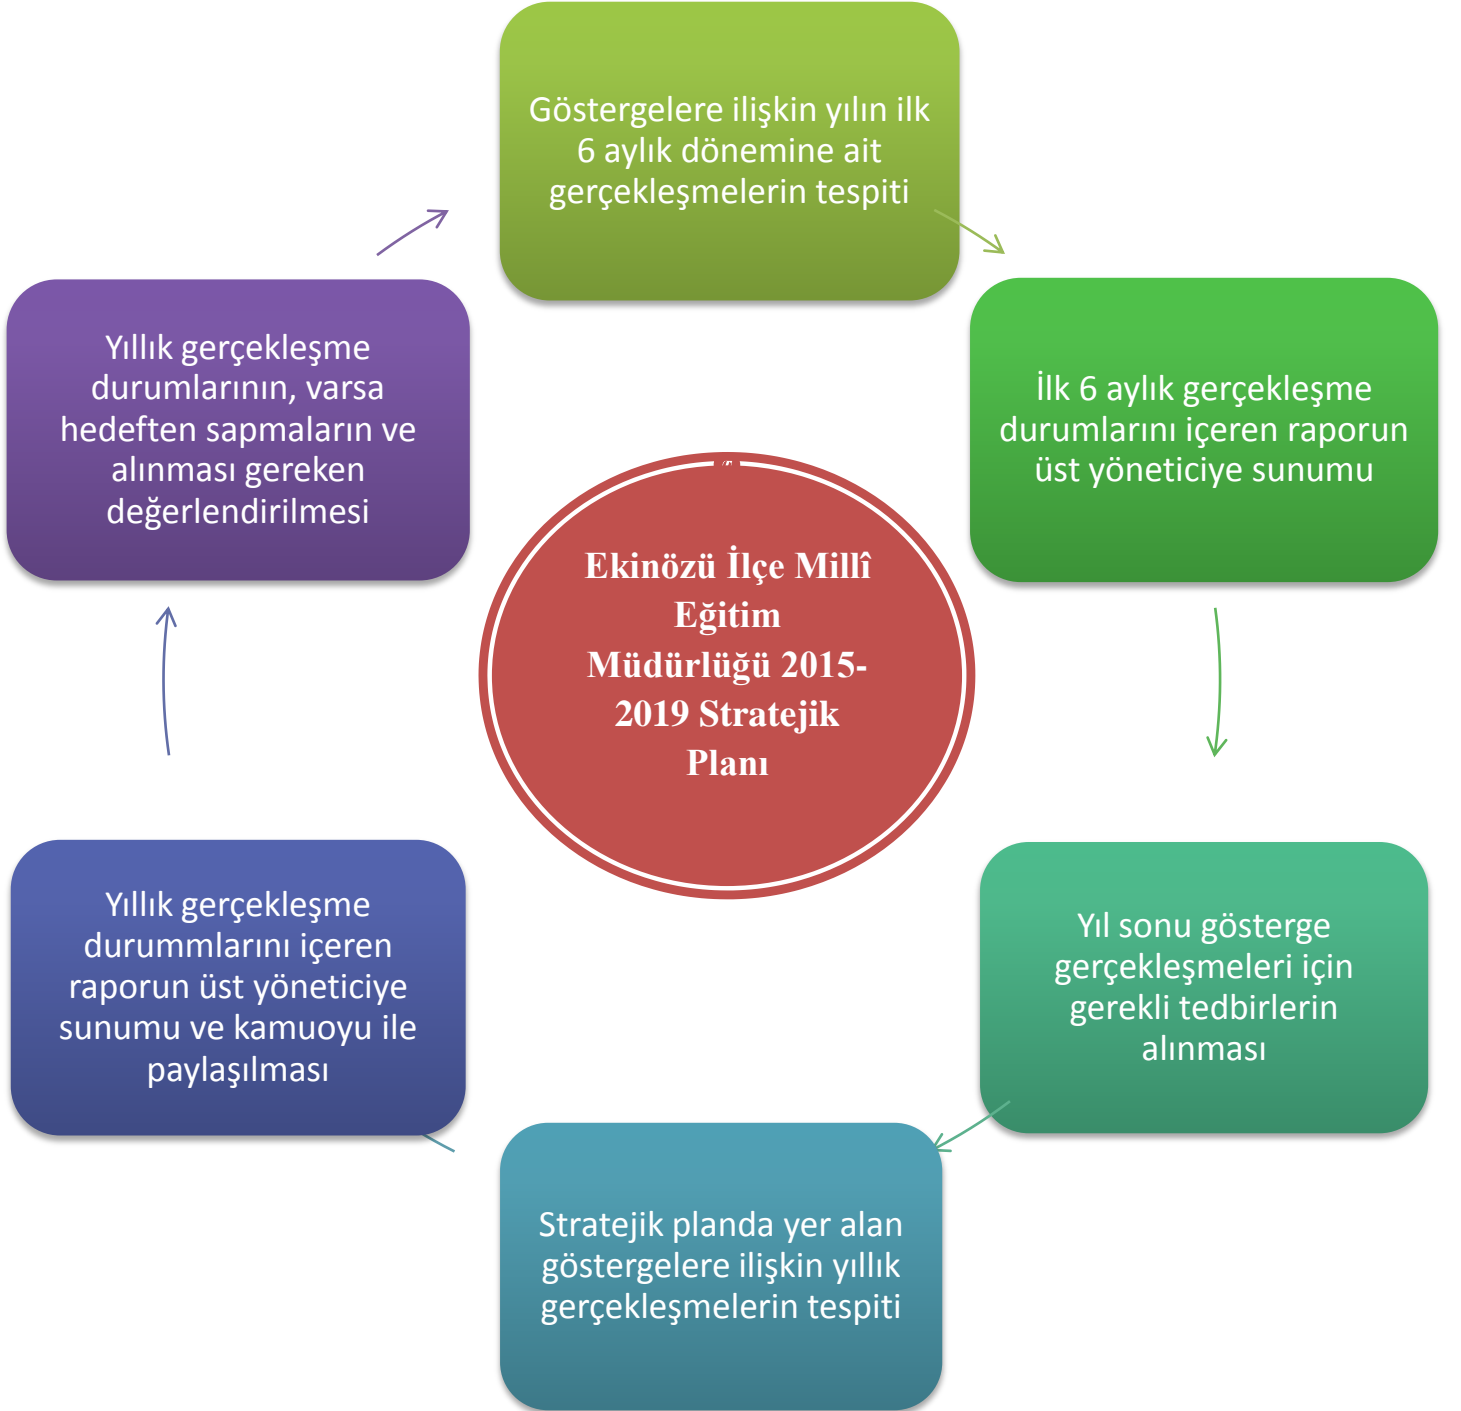 Göstergelere ilişkin yılın ilk
6 aylık dönemine ait
gerçekleşmelerin tespiti
İlk 6 aylık gerçekleşme
durumlarını içeren raporun
üst yöneticiye sunumu
Yıl sonu gösterge
gerçekleşmeleri için
gerekli tedbirlerin
alınması
Stratejik planda yer alan
göstergelere ilişkin yıllık
gerçekleşmelerin tespiti
Yıllık gerçekleşme
durummlarını içeren
raporun üst yöneticiye
sunumu ve kamuoyu ile
paylaşılması
Yıllık gerçekleşme
durumlarının, varsa
hedeften sapmaların ve
alınması gereken
değerlendirilmesi
Ekinözü İlçe Millî
Eğitim
Müdürlüğü 2015-
2019 Stratejik
Planı